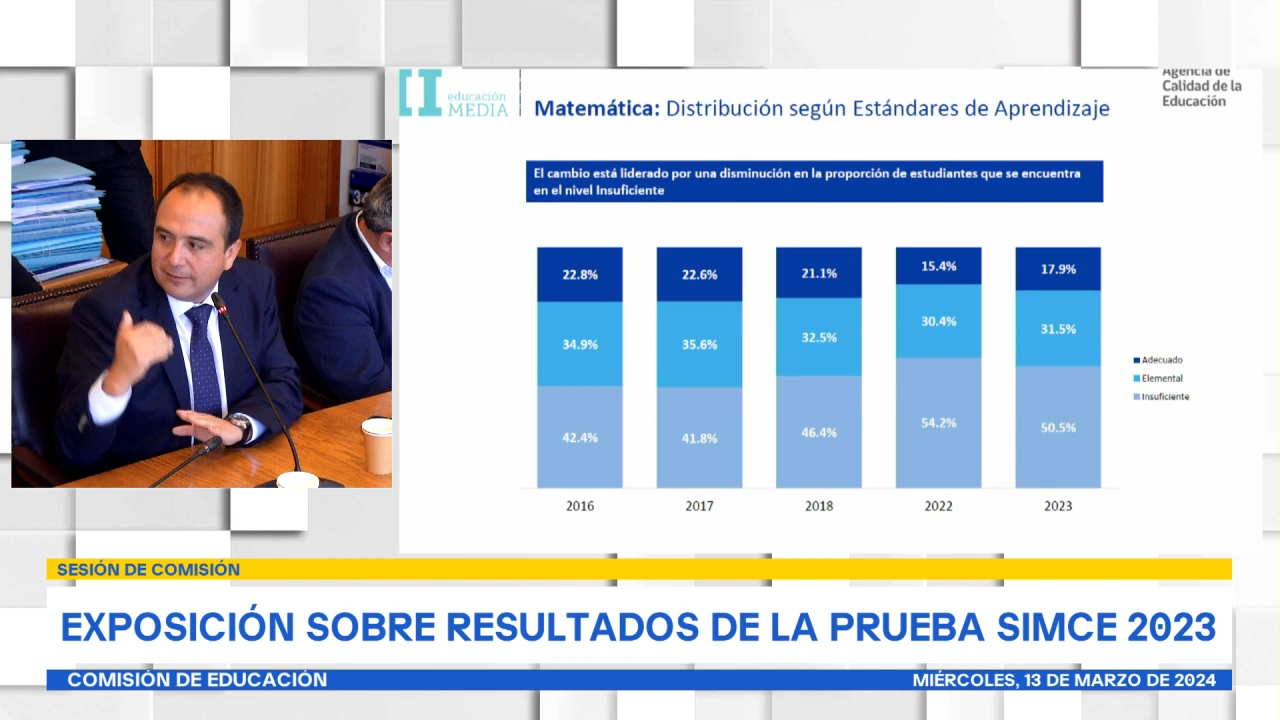 educación
MEDIA
Matemática: Distribución según Estándares de Aprendizaje
Agencia de
Calidad de la
Educación
El cambio está liderado por una disminución en la proporción de estudiantes que se encuentra
en el nivel Insuficiente
22.8% 22.6% 21.1% 15.4% 17.9%
34.9% 35.6% 32.5% 30.4% 31.5%
42.4% 41.8% 46.4% 54.2% 50.5%
Adecuado
Elemental
Insuficiente
2016 2017 2018 2022 2023
SESIÓN DE COMISIÓN
EXPOSICIÓN SOBRE RESULTADOS DE LA PRUEBA SIMCE 2023
COMISIÓN DE EDUCACIÓN
MIÉRCOLES, 13 DE MARZO DE 2024